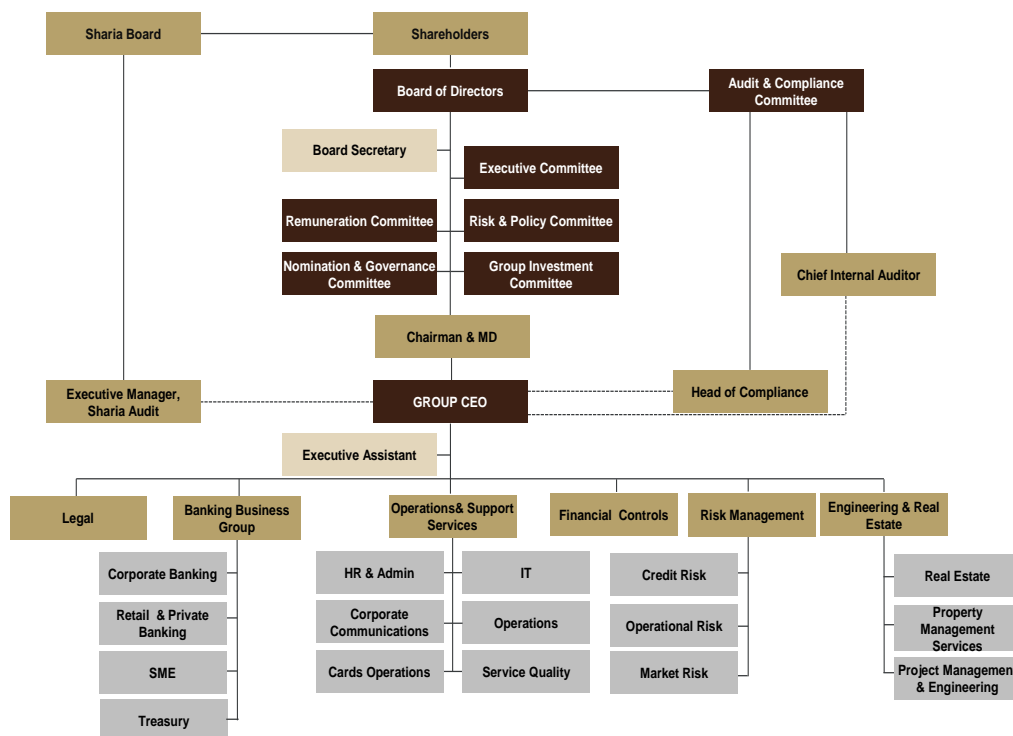 Sharia Board
Shareholders
Board of Directors
Audit & Compliance
Committee
Board Secretary
Executive Committee
Remuneration Committee
Risk & Policy Committee
Nomination & Governance
Committee
Group Investment
Committee
Chief Internal Auditor
Chairman & MD
Executive Manager,
Sharia Audit
GROUP CEO
Head of Compliance
Executive Assistant
Legal
Banking Business
Group
Operations& Support
Services
Financial Controls
Risk Management
Engineering & Real
Estate
Corporate Banking
Retail & Private
Banking
SME
Treasury
HR & Admin
IT
Corporate
Communications
Operations
Cards Operations
Service Quality
Credit Risk
Operational Risk
Market Risk
Real Estate
Property
Management
Services
Project Management
& Engineering